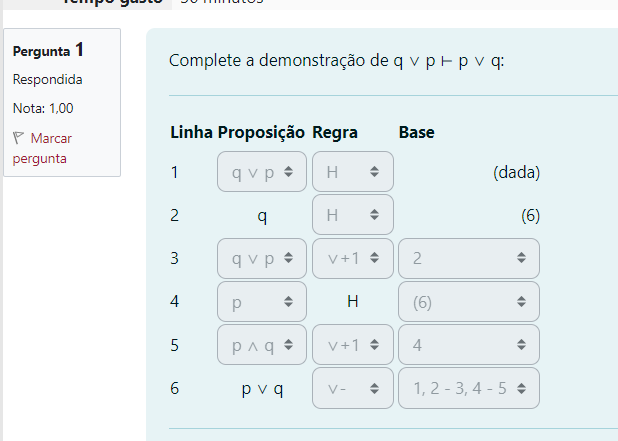 Tempo gasto 30 minutos
Pergunta 1
Respondida
Nota: 1,00
Marcar
pergunta
Complete a demonstração de q ∨ p ⊢ p ∨ q:
Linha Proposição Regra Base
1 q ∨ p H (dada)
2 q H (6)
3 q ∨ p ∨+1 2
4 p H (6)
5 p ∧ q ∨+1 4
6 p ∨ q ∨- 1, 2 - 3, 4 - 5